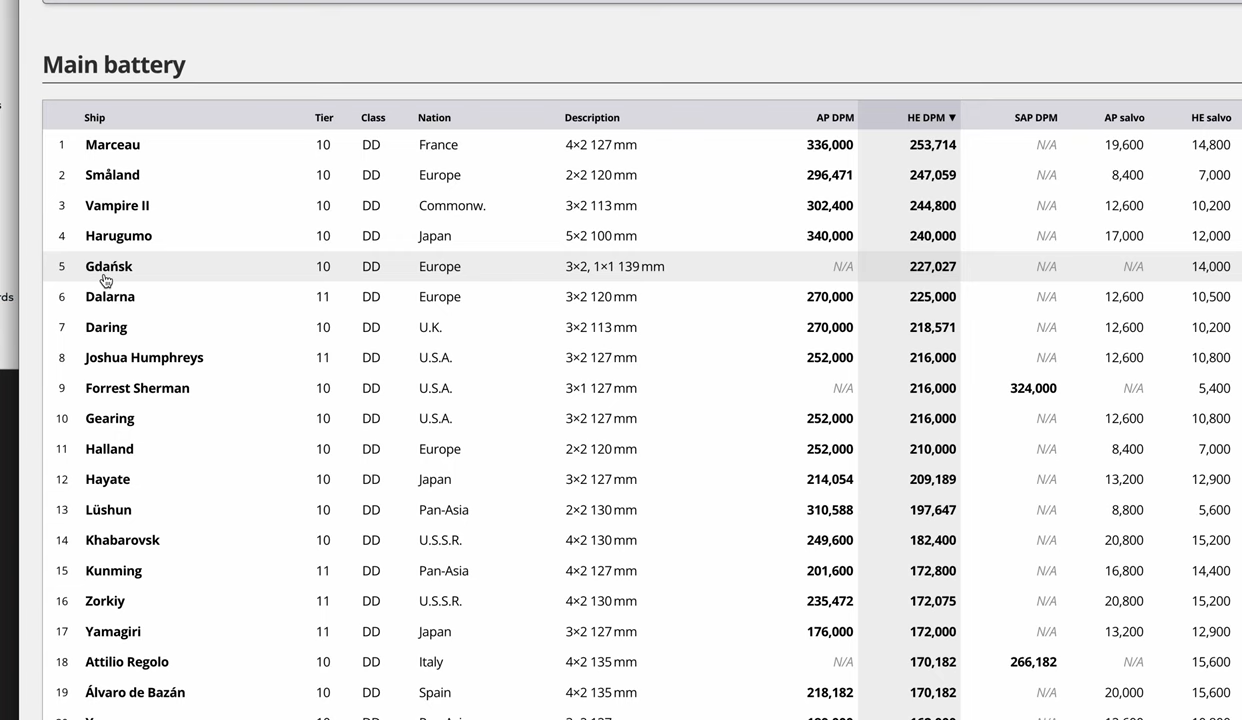 s
rds
Main battery
Ship Tier Class Nation Description AP DPM HE DPM ▼ SAP DPM AP salvo HE salvo
1 Marceau 10 DD France 4×2 127 mm 336,000 253,714 N/A 19,600 14,800
2 Småland 10 DD Europe 2×2 120 mm 296,471 247,059 N/A 8,400 7,000
3 Vampire II 10 DD Commonw. 3×2 113 mm 302,400 244,800 N/A 12,600 10,200
4 Harugumo 10 DD Japan 5×2 100 mm 340,000 240,000 N/A 17,000 12,000
5 Gdańsk 10 DD Europe 3×2, 1×1 139 mm N/A 227,027 N/A N/A 14,000
6 Dalarna 11 DD Europe 3×2 120 mm 270,000 225,000 N/A 12,600 10,500
7 Daring 10 DD U.K. 3×2 113 mm 270,000 218,571 N/A 12,600 10,200
8 Joshua Humphreys 11 DD U.S.A. 3×2 127 mm 252,000 216,000 N/A 12,600 10,800
9 Forrest Sherman 10 DD U.S.A. 3×1 127 mm N/A 216,000 324,000 N/A 5,400
10 Gearing 10 DD U.S.A. 3×2 127 mm 252,000 216,000 N/A 12,600 10,800
11 Halland 10 DD Europe 2×2 120 mm 252,000 210,000 N/A 8,400 7,000
12 Hayate 10 DD Japan 3×2 127 mm 214,054 209,189 N/A 13,200 12,900
13 Lüshun 10 DD Pan-Asia 2×2 130 mm 310,588 197,647 N/A 8,800 5,600
14 Khabarovsk 10 DD U.S.S.R. 4×2 130 mm 249,600 182,400 N/A 20,800 15,200
15 Kunming 11 DD Pan-Asia 4×2 127 mm 201,600 172,800 N/A 16,800 14,400
16 Zorkiy 11 DD U.S.S.R. 4×2 130 mm 235,472 172,075 N/A 20,800 15,200
17 Yamagiri 11 DD Japan 3×2 127 mm 176,000 172,000 N/A 13,200 12,900
18 Attilio Regolo 10 DD Italy 4×2 135 mm N/A 170,182 266,182 N/A 15,600
19 Álvaro de Bazán 10 DD Spain 4×2 135 mm 218,182 170,182 N/A 20,000 15,600